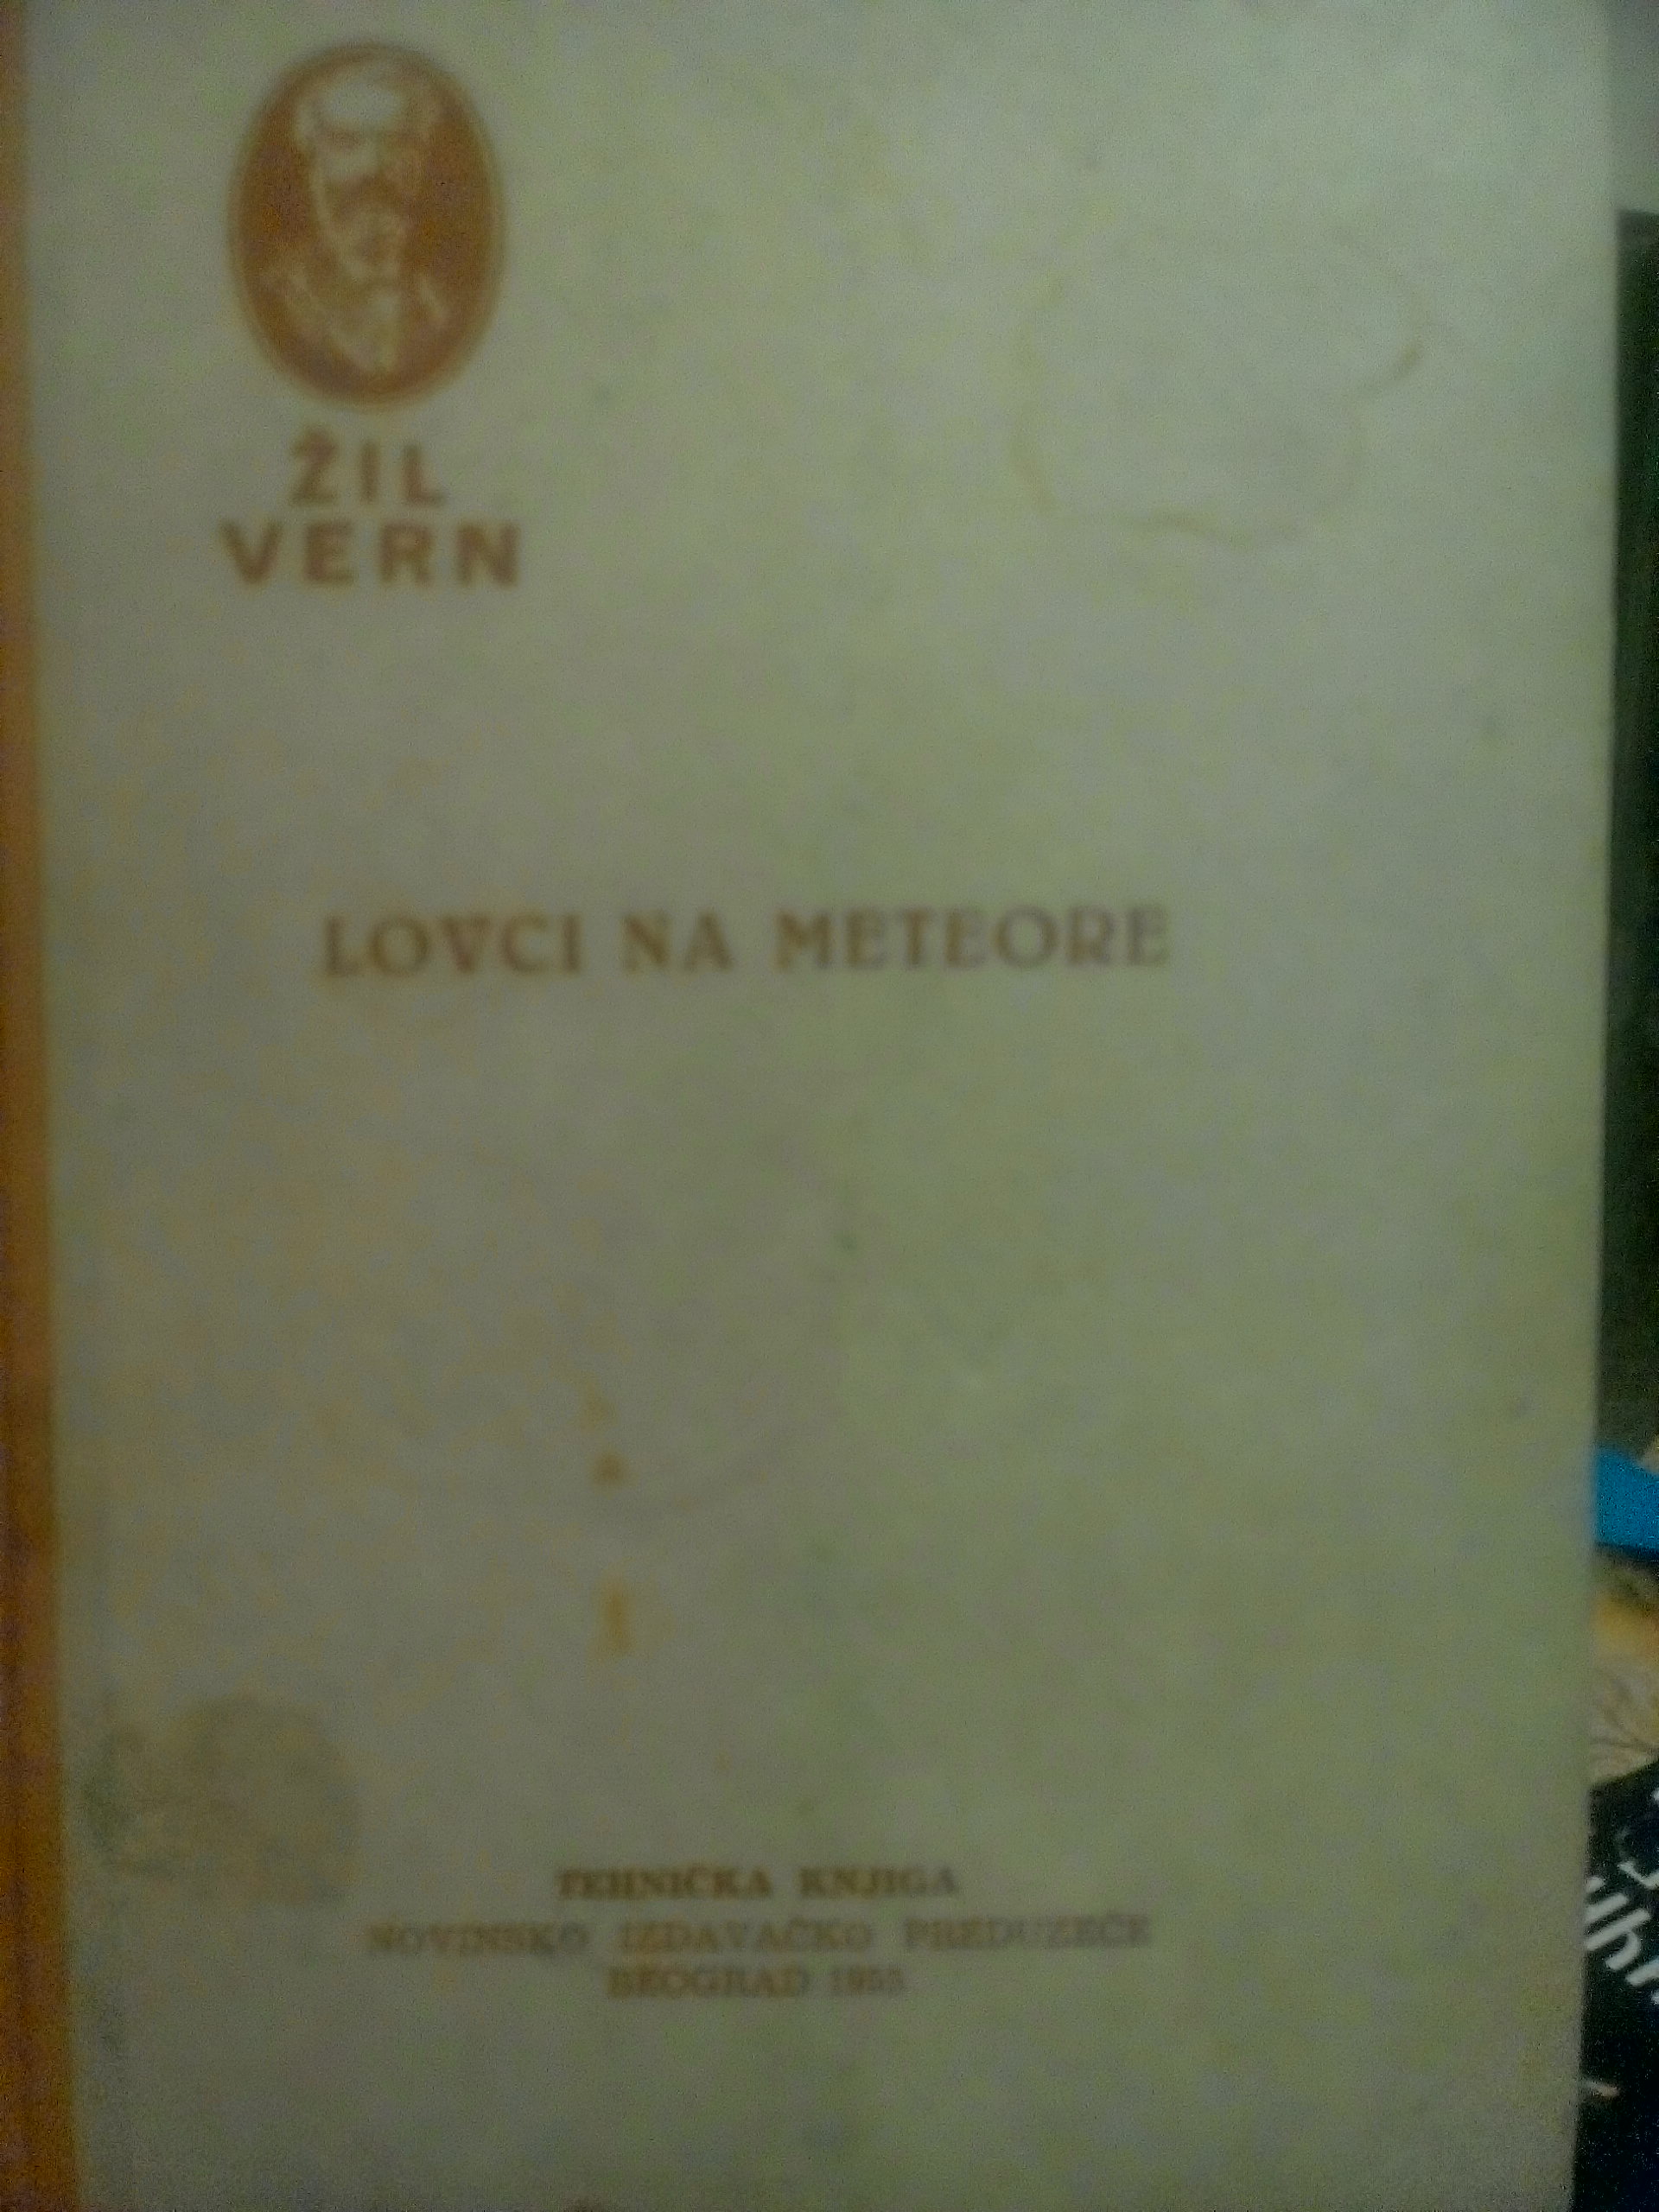 ŽIL
VERN
LOVCI NA METEORE
TEHNIČKA KNJIGA
NOVINSKO IZDAVAČKO PREDUZEĆE
BEOGRAD